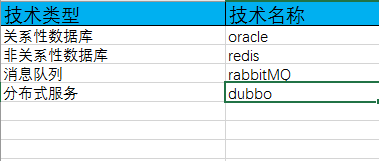 技术类型 技术名称
关系性数据库 oracle
非关系性数据库 redis
消息队列 rabbitMQ
分布式服务 dubbo